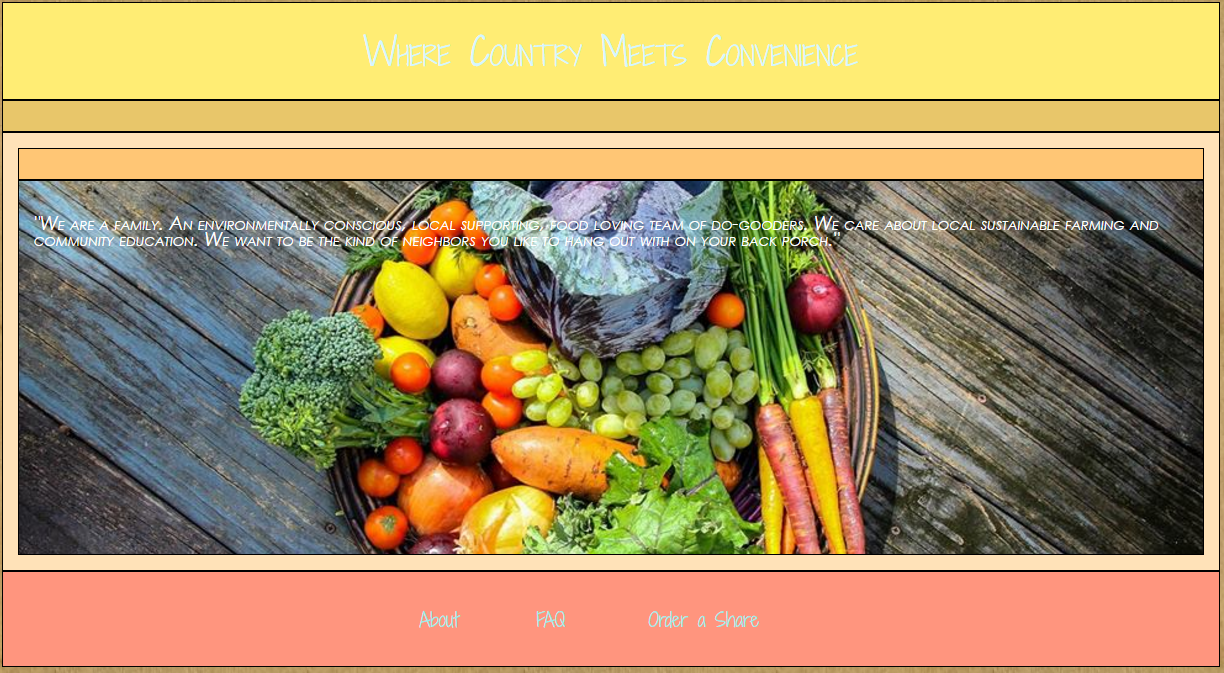 Where Country Meets Convenience
"We are a family. An environmentally conscious, local supporting, food loving team of do-gooders. We care about local sustainable farming and
community education. We want to be the kind of neighbors you like to hang out with on your back porch."
About FAQ Order a Share